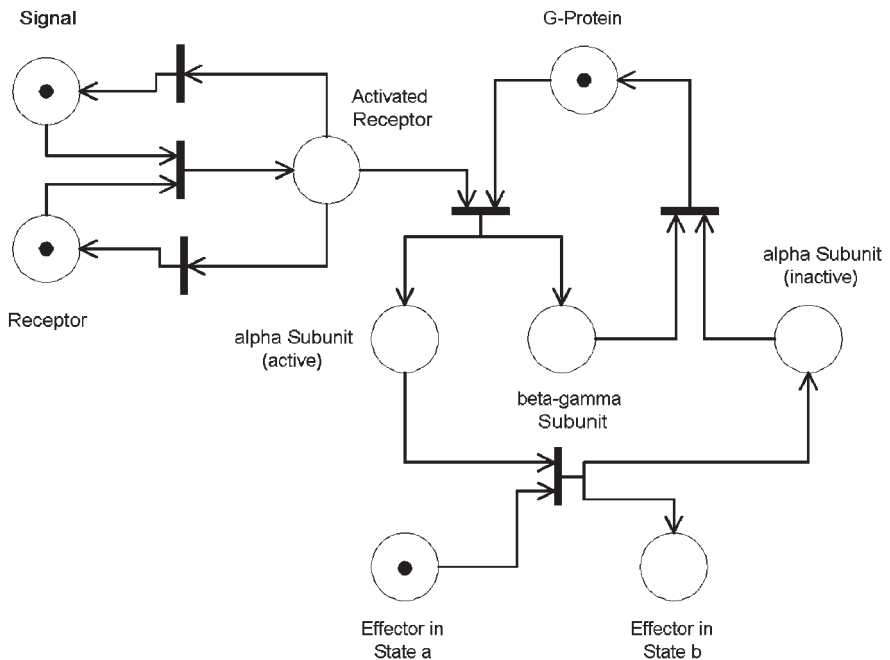 Signal
G-Protein
Activated
Receptor
alpha Subunit
(inactive)
Receptor
alpha Subunit
(active)
beta-gamma
Subunit
Effector in
State a
Effector in
State b